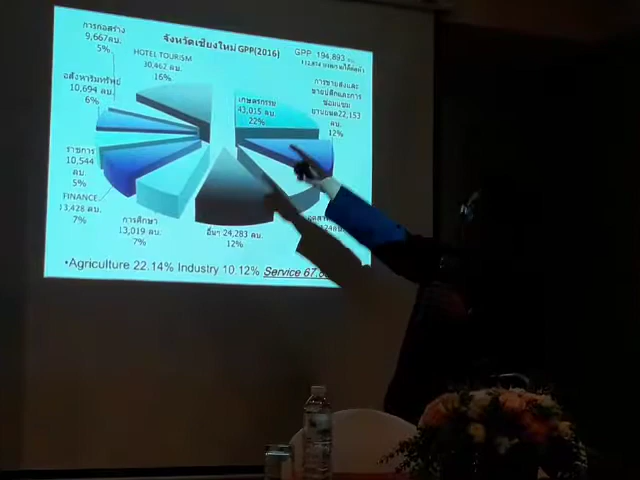 จังหวัดเชียงใหม่ GPP(2016)
GPP 194,893
การก่อสร้าง
9,667ลบ.
5%
HOTEL TOURISM
30,462 ลบ.
16%
อสังหาริมทรัพย์
10,694 ลบ.
6%
ราชการ
10,544
ลบ.
5%
FINANCE
13,428 ลบ.
7%
การศึกษา
13,019 ลบ.
7%
อื่นๆ 24,283 ลบ.
12%
เกษตรกรรม
43,015 ลบ.
22%
การขายส่งและ
ขายปลีกและการ
ซ่อมแซม
ยานยนต์22,153
ลบ.
12%
•Agriculture 22.14% Industry 10.12% Service 67.